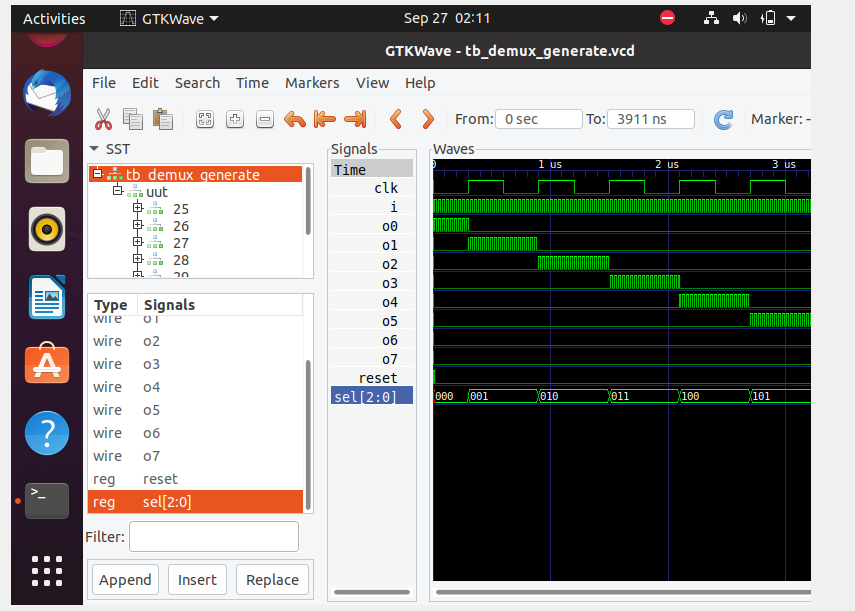 Activities GTKWave Sep 27 02:11
GTKWave - tb_demux_generate.vcd
File Edit Search Time Markers View Help
From: 0 sec To: 3911 ns Marker: -
SST
tb_demux_generate
uut
25
26
27
28
29
Type Signals
wire o1
wire o2
wire o3
wire o4
wire o5
wire o6
wire o7
reg reset
reg sel[2:0]
Filter:
Append Insert Replace
Signals
Time
clk
i
o0
o1
o2
o3
o4
o5
o6
o7
reset
sel[2:0]
Waves
0 1 us 2 us 3 us
000 001 010 011 100 101